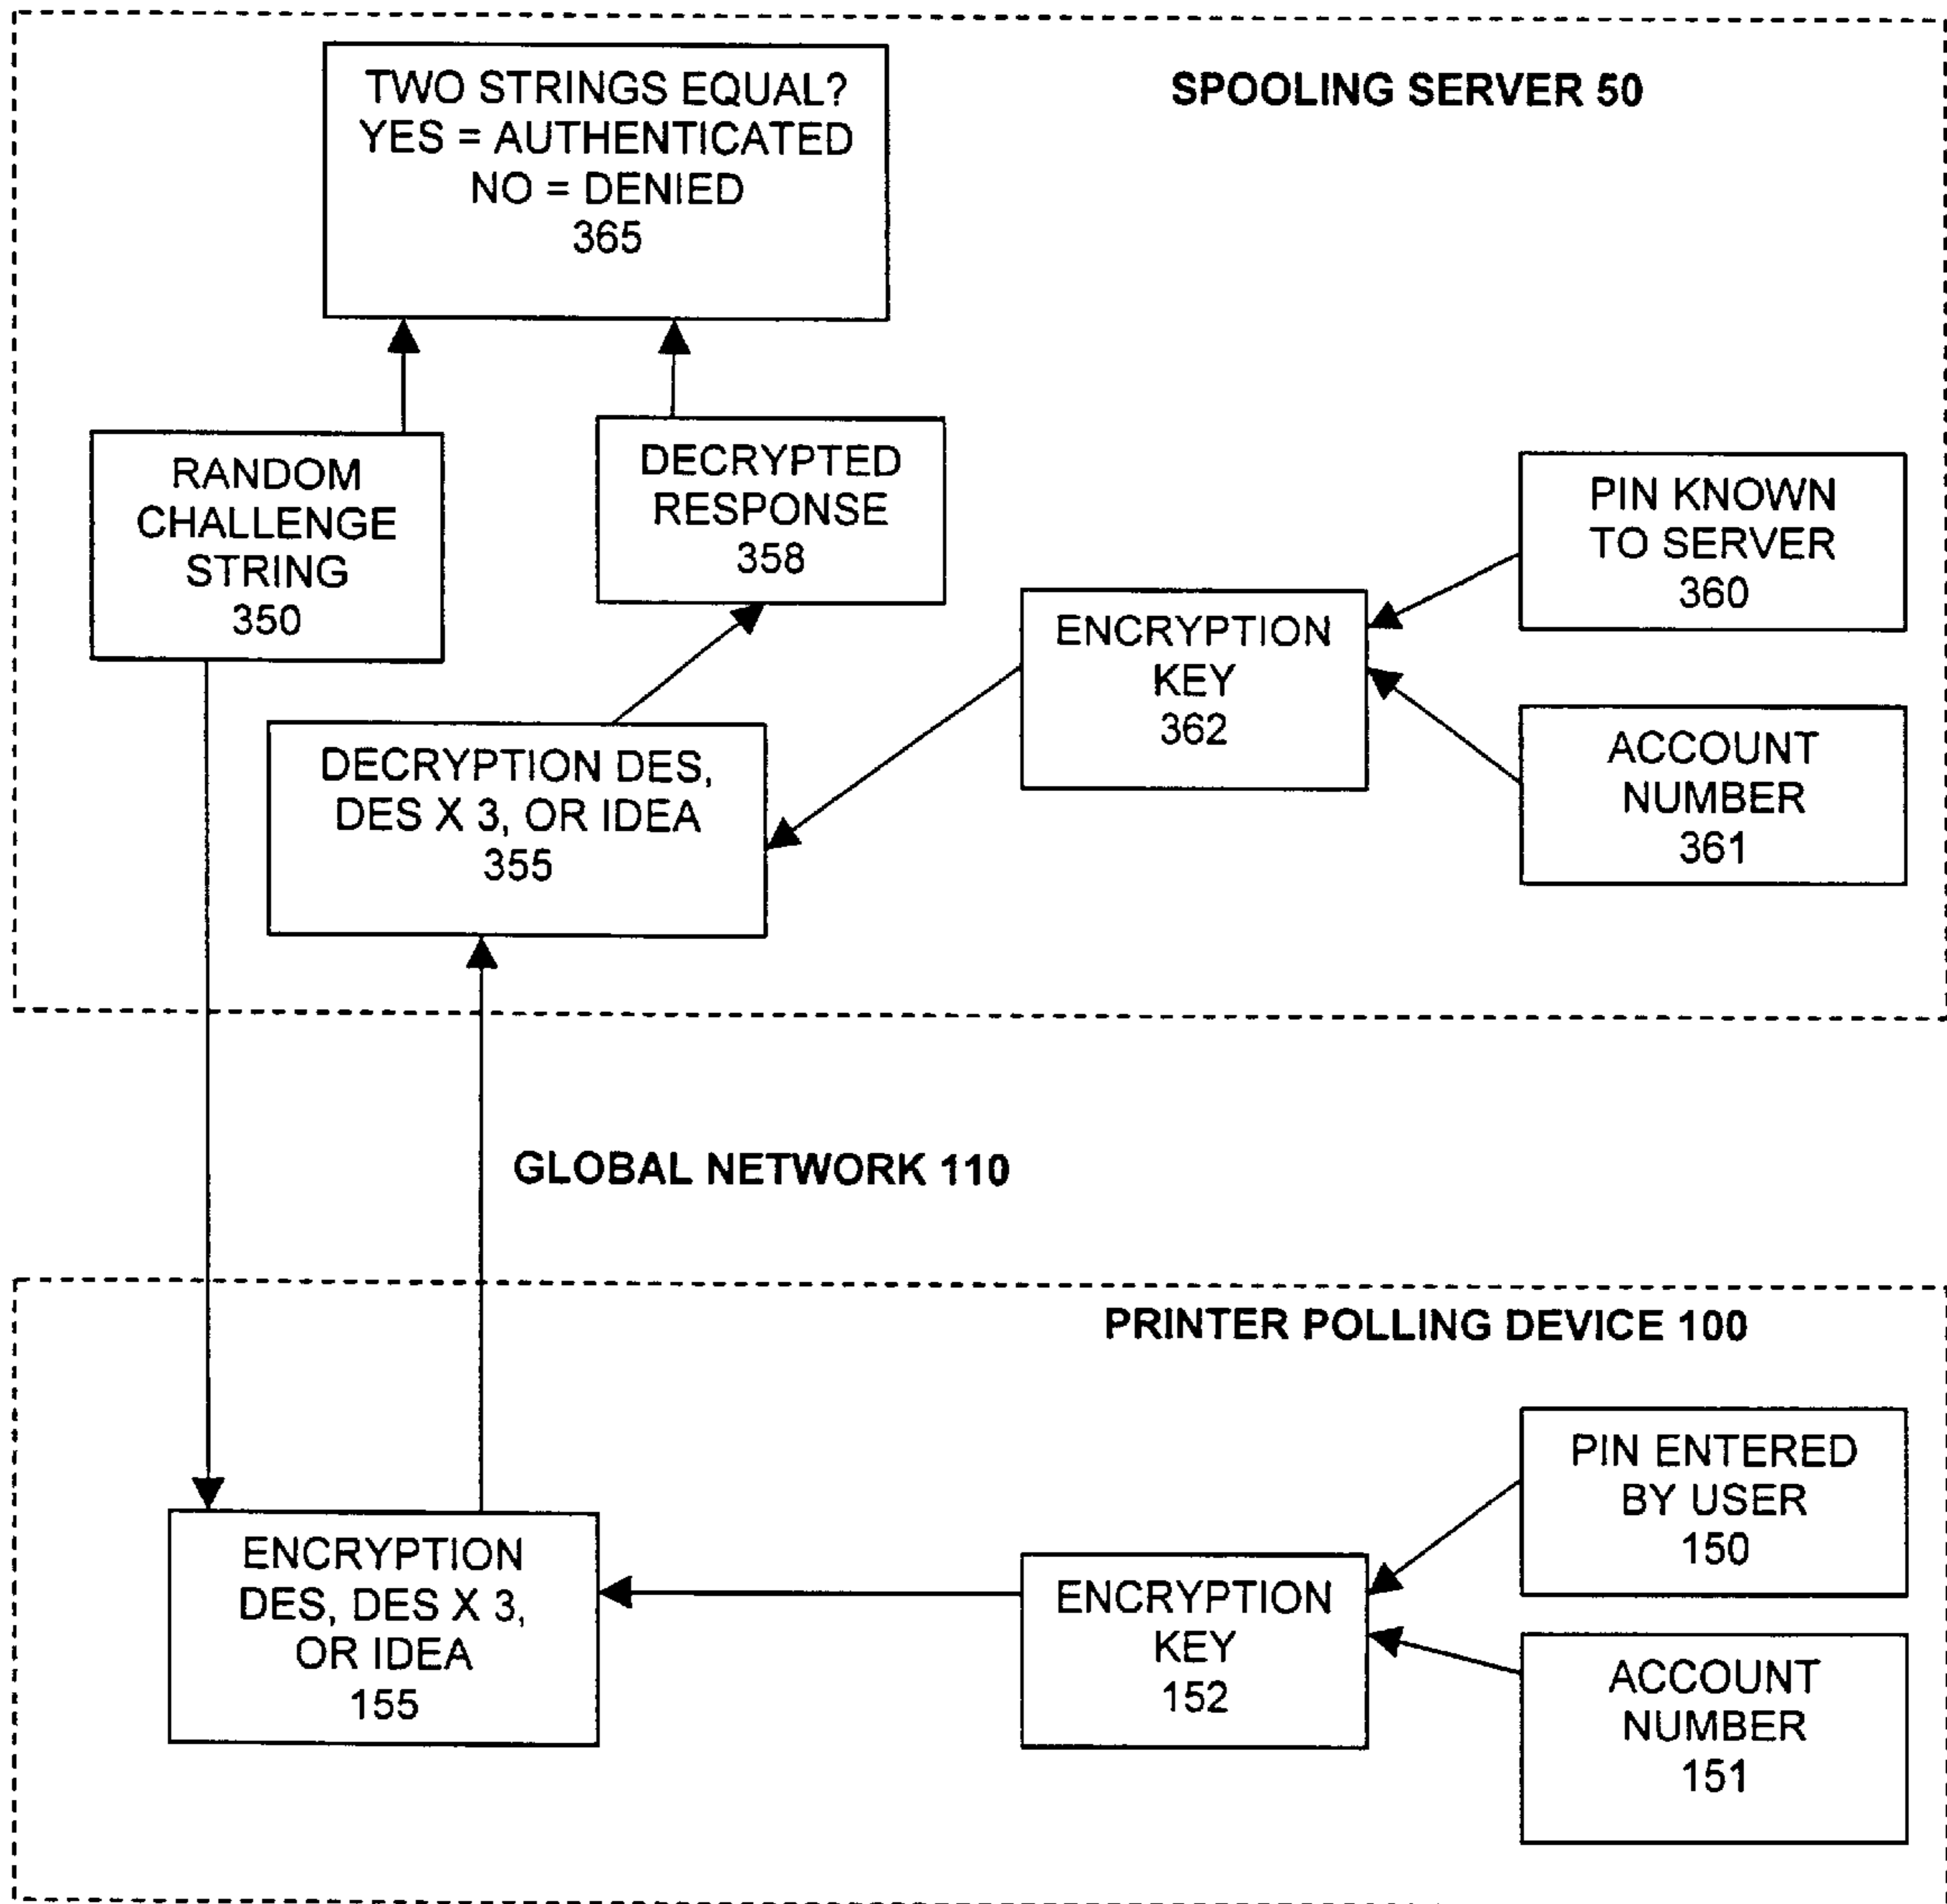 SPOOLING SERVER 50
TWO STRINGS EQUAL?
YES = AUTHENTICATED
NO = DENIED
365
RANDOM
CHALLENGE
STRING
350
DECRYPTED
RESPONSE
358
PIN KNOWN
TO SERVER
360
ENCRYPTION
KEY
362
ACCOUNT
NUMBER
361
DECRYPTION DES,
DES X 3, OR IDEA
355
GLOBAL NETWORK 110
PRINTER POLLING DEVICE 100
PIN ENTERED
BY USER
150
ENCRYPTION
DES, DES X 3,
OR IDEA
155
ENCRYPTION
KEY
152
ACCOUNT
NUMBER
151